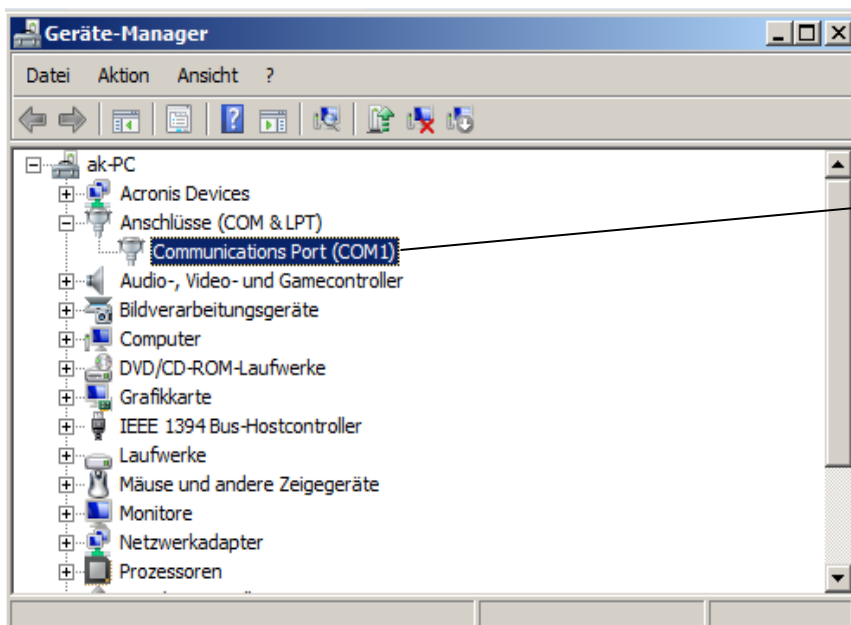 Geräte-Manager
Datei Aktion Ansicht ?
ak-PC
Acronis Devices
Anschlüsse (COM & LPT)
Communications Port (COM1)
Audio-, Video- und Gamecontroller
Bildverarbeitungsgeräte
Computer
DVD/CD-ROM-Laufwerke
Grafikkarte
IEEE 1394 Bus-Hostcontroller
Laufwerke
Mäuse und andere Zeigegeräte
Monitore
Netzwerkadapter
Prozessoren